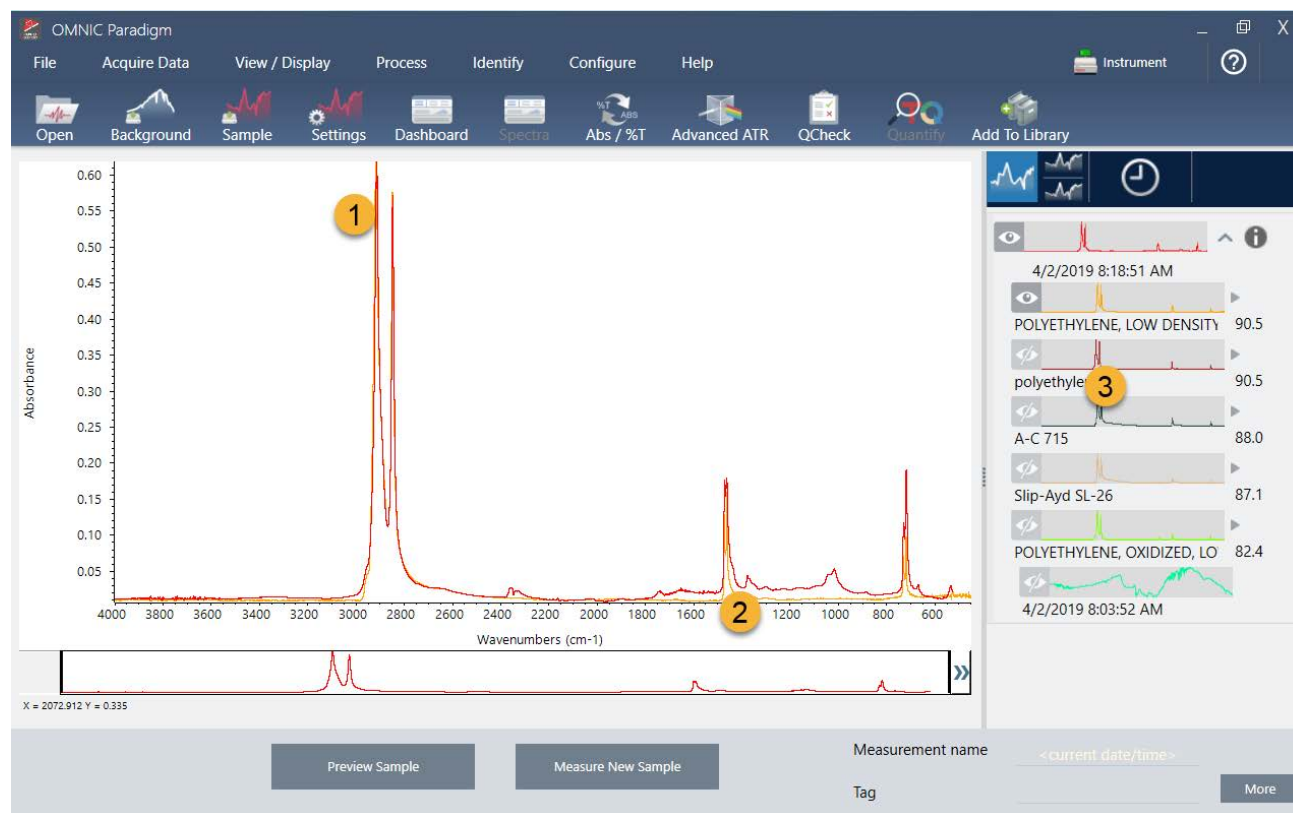 OMNIC Paradigm
_ X
File Acquire Data View / Display Process Identify Configure Help Instrument ?
%T ABS
Open Background Sample Settings Dashboard Spectra Abs / %T Advanced ATR QCheck Quantify Add To Library
0.60
0.55
0.50
0.45
0.40
0.35
0.30
0.25
0.20
0.15
0.10
0.05
Absorbance
1
2
4000 3800 3600 3400 3200 3000 2800 2600 2400 2200 2000 1800 1600 1200 1000 800 600
Wavenumbers (cm-1)
X = 2072.912 Y = 0.335
4/2/2019 8:18:51 AM
POLYETHYLENE, LOW DENSITY 90.5
polyethyle 3 90.5
A-C 715 88.0
Slip-Ayd SL-26 87.1
POLYETHYLENE, OXIDIZED, LO 82.4
4/2/2019 8:03:52 AM
Preview Sample
Measure New Sample
Measurement name <current date/time>
Tag
More